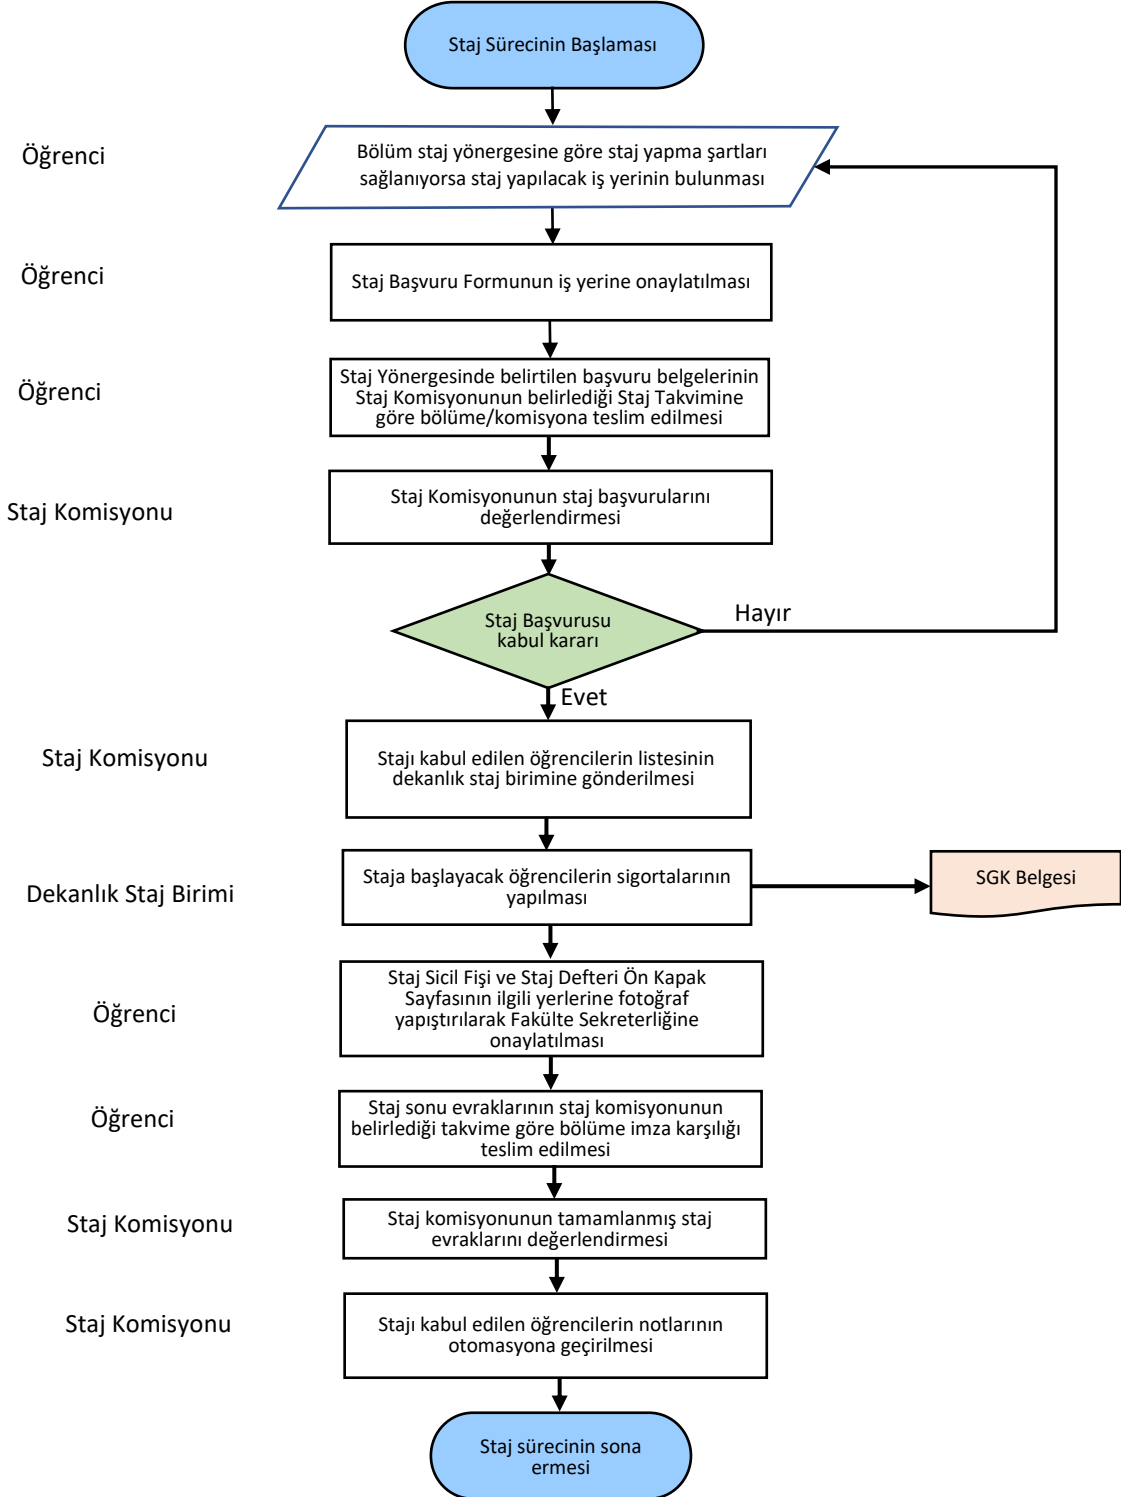 Staj Sürecinin Başlaması
Öğrenci
Bölüm staj yönergesine göre staj yapma şartları
sağlanıyorsa staj yapılacak iş yerinin bulunması
Öğrenci
Staj Başvuru Formunun iş yerine onaylatılması
Öğrenci
Staj Yönergesinde belirtilen başvuru belgelerinin
Staj Komisyonunun belirlediği Staj Takvimine
göre bölüme/komisyona teslim edilmesi
Staj Komisyonu
Staj Komisyonunun staj başvurularını
değerlendirmesi
Staj Başvurusu
kabul kararı
Hayır
Evet
Staj Komisyonu
Stajı kabul edilen öğrencilerin listesinin
dekanlık staj birimine gönderilmesi
Dekanlık Staj Birimi
Staja başlayacak öğrencilerin sigortalarının
yapılması
SGK Belgesi
Öğrenci
Staj Sicil Fişi ve Staj Defteri Ön Kapak
Sayfasının ilgili yerlerine fotoğraf
yapıştırılarak Fakülte Sekreterliğine
onaylatılması
Öğrenci
Staj sonu evraklarının staj komisyonunun
belirlediği takvime göre bölüme imza karşılığı
teslim edilmesi
Staj Komisyonu
Staj komisyonunun tamamlanmış staj
evraklarını değerlendirmesi
Staj Komisyonu
Stajı kabul edilen öğrencilerin notlarının
otomasyona geçirilmesi
Staj sürecinin sona
ermesi